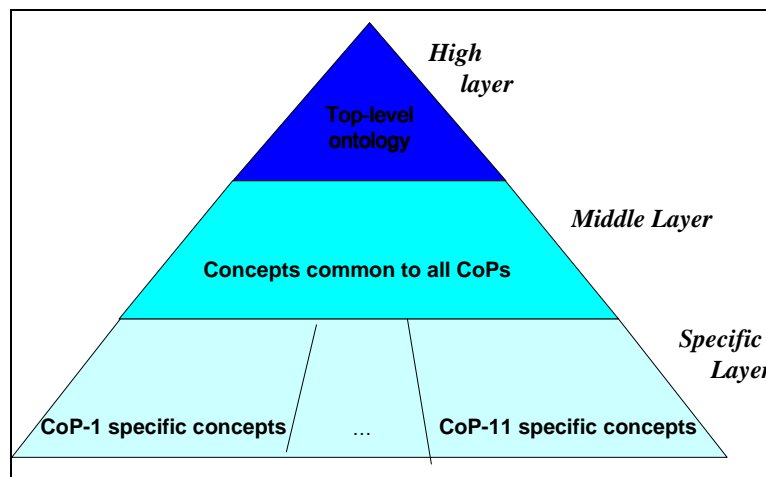 High
layer
Top-level
ontology
Middle Layer
Concepts common to all CoPs
Specific
Layer
CoP-1 specific concepts
...
CoP-11 specific concepts